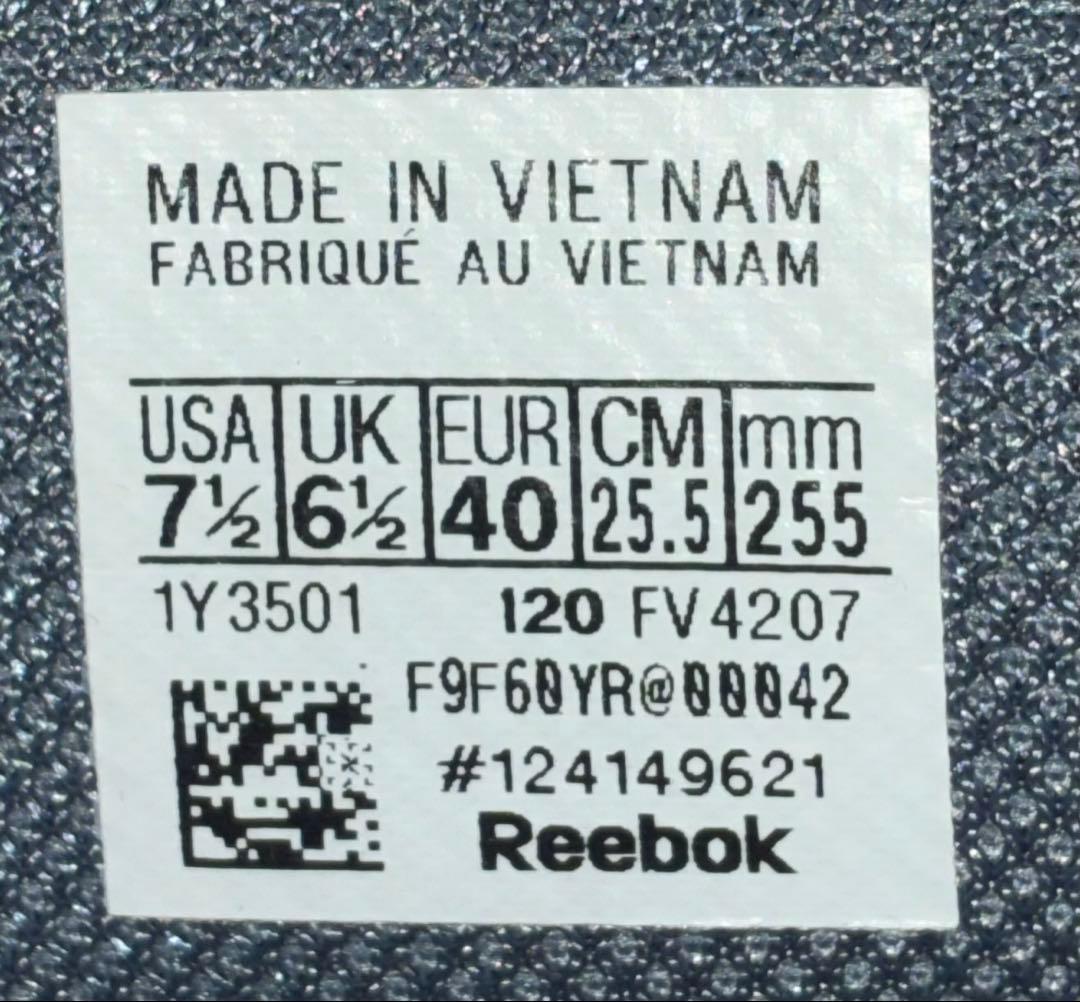 MADE IN VIETNAM
FABRIQUÉ AU VIETNAM
USA UK EUR CM mm
7½ 6½ 40 25.5 255
1Y3501 120 FV4207
F9F60YR@00042
#124149621
Reebok